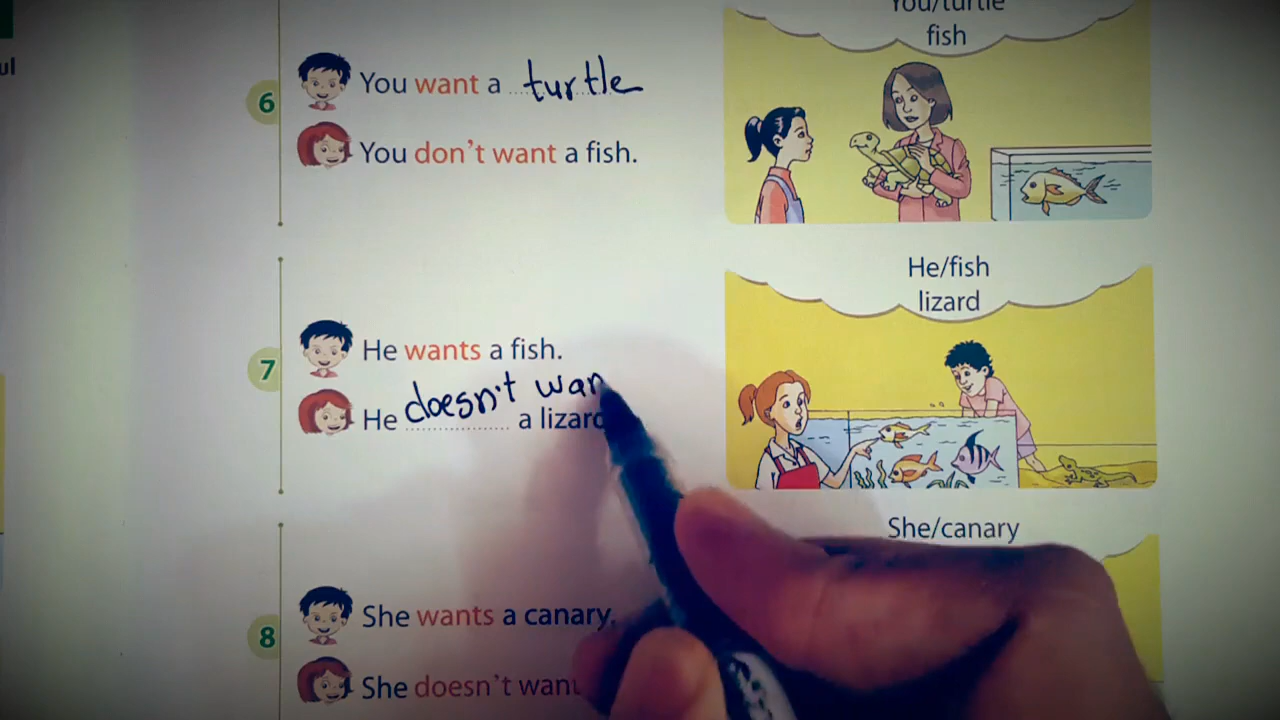 ul
You/turtle
fish
6
You want a turtle
You don't want a fish.
He/fish
lizard
7
He wants a fish.
He doesn't wan
a lizard
She/canary
8
She wants a canary.
She doesn't want